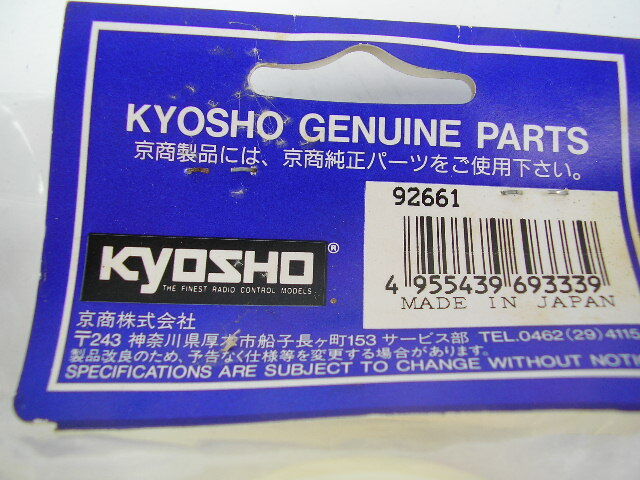 KYOSHO GENUINE PARTS
京商製品には、京商純正パーツをご使用下さい。
92661
4 955439 693339
MADE IN JAPAN
KYOSHO®
THE FINEST RADIO CONTROL MODELS
京商株式会社
〒243 神奈川県厚木市船子長ヶ町153 サービス部 TEL.0462(29)4115
製品改良のため、予告なく仕様等を変更する場合があります。
SPECIFICATIONS ARE SUBJECT TO CHANGE WITHOUT NOTI